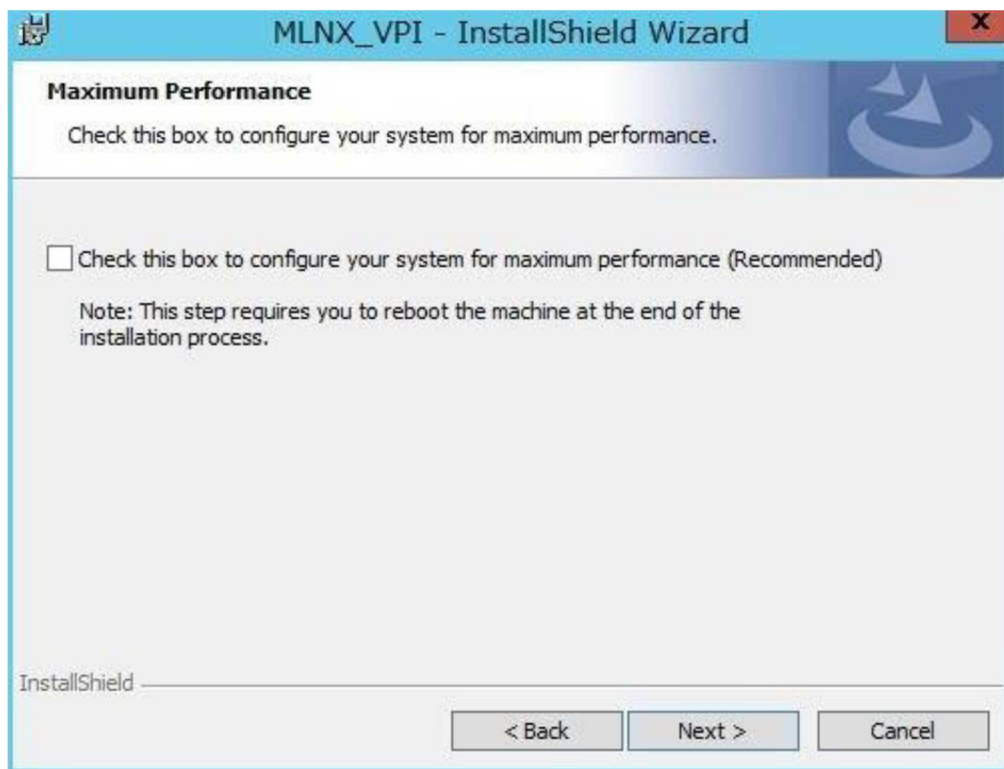 MLNX_VPI - InstallShield Wizard
x
Maximum Performance
Check this box to configure your system for maximum performance.
Check this box to configure your system for maximum performance (Recommended)
Note: This step requires you to reboot the machine at the end of the
installation process.
InstallShield
< Back
Next >
Cancel